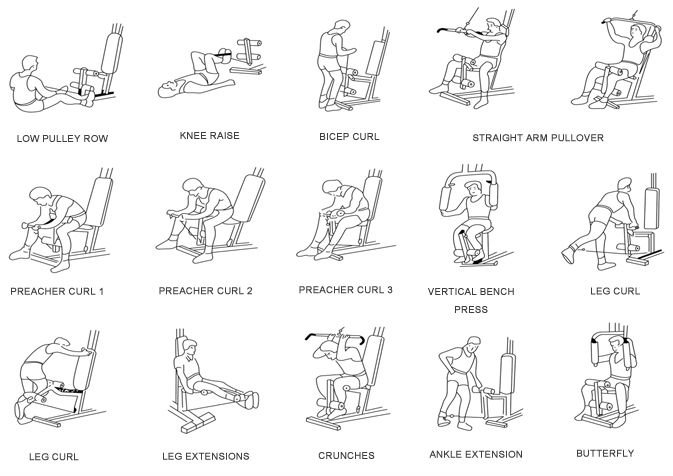 LOW PULLEY ROW
KNEE RAISE
BICEP CURL
STRAIGHT ARM PULLOVER
PREACHER CURL 1
PREACHER CURL 2
PREACHER CURL 3
VERTICAL BENCH
PRESS
LEG CURL
LEG CURL
LEG EXTENSIONS
CRUNCHES
ANKLE EXTENSION
BUTTERFLY